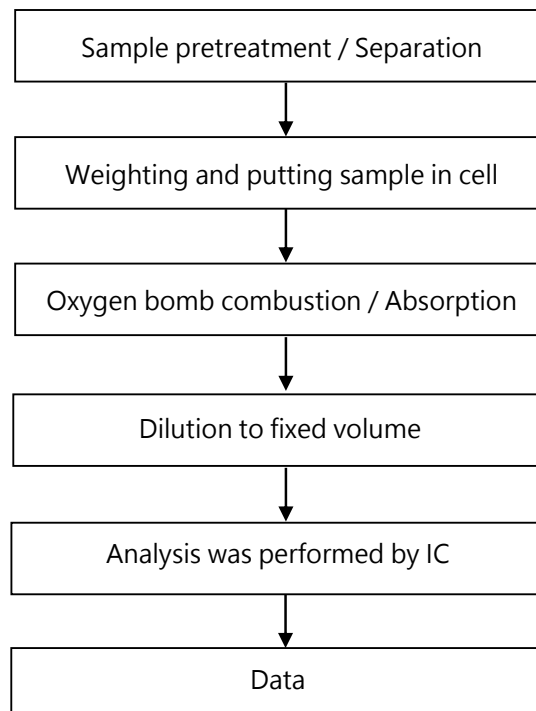 Sample pretreatment / Separation
Weighting and putting sample in cell
Oxygen bomb combustion / Absorption
Dilution to fixed volume
Analysis was performed by IC
Data